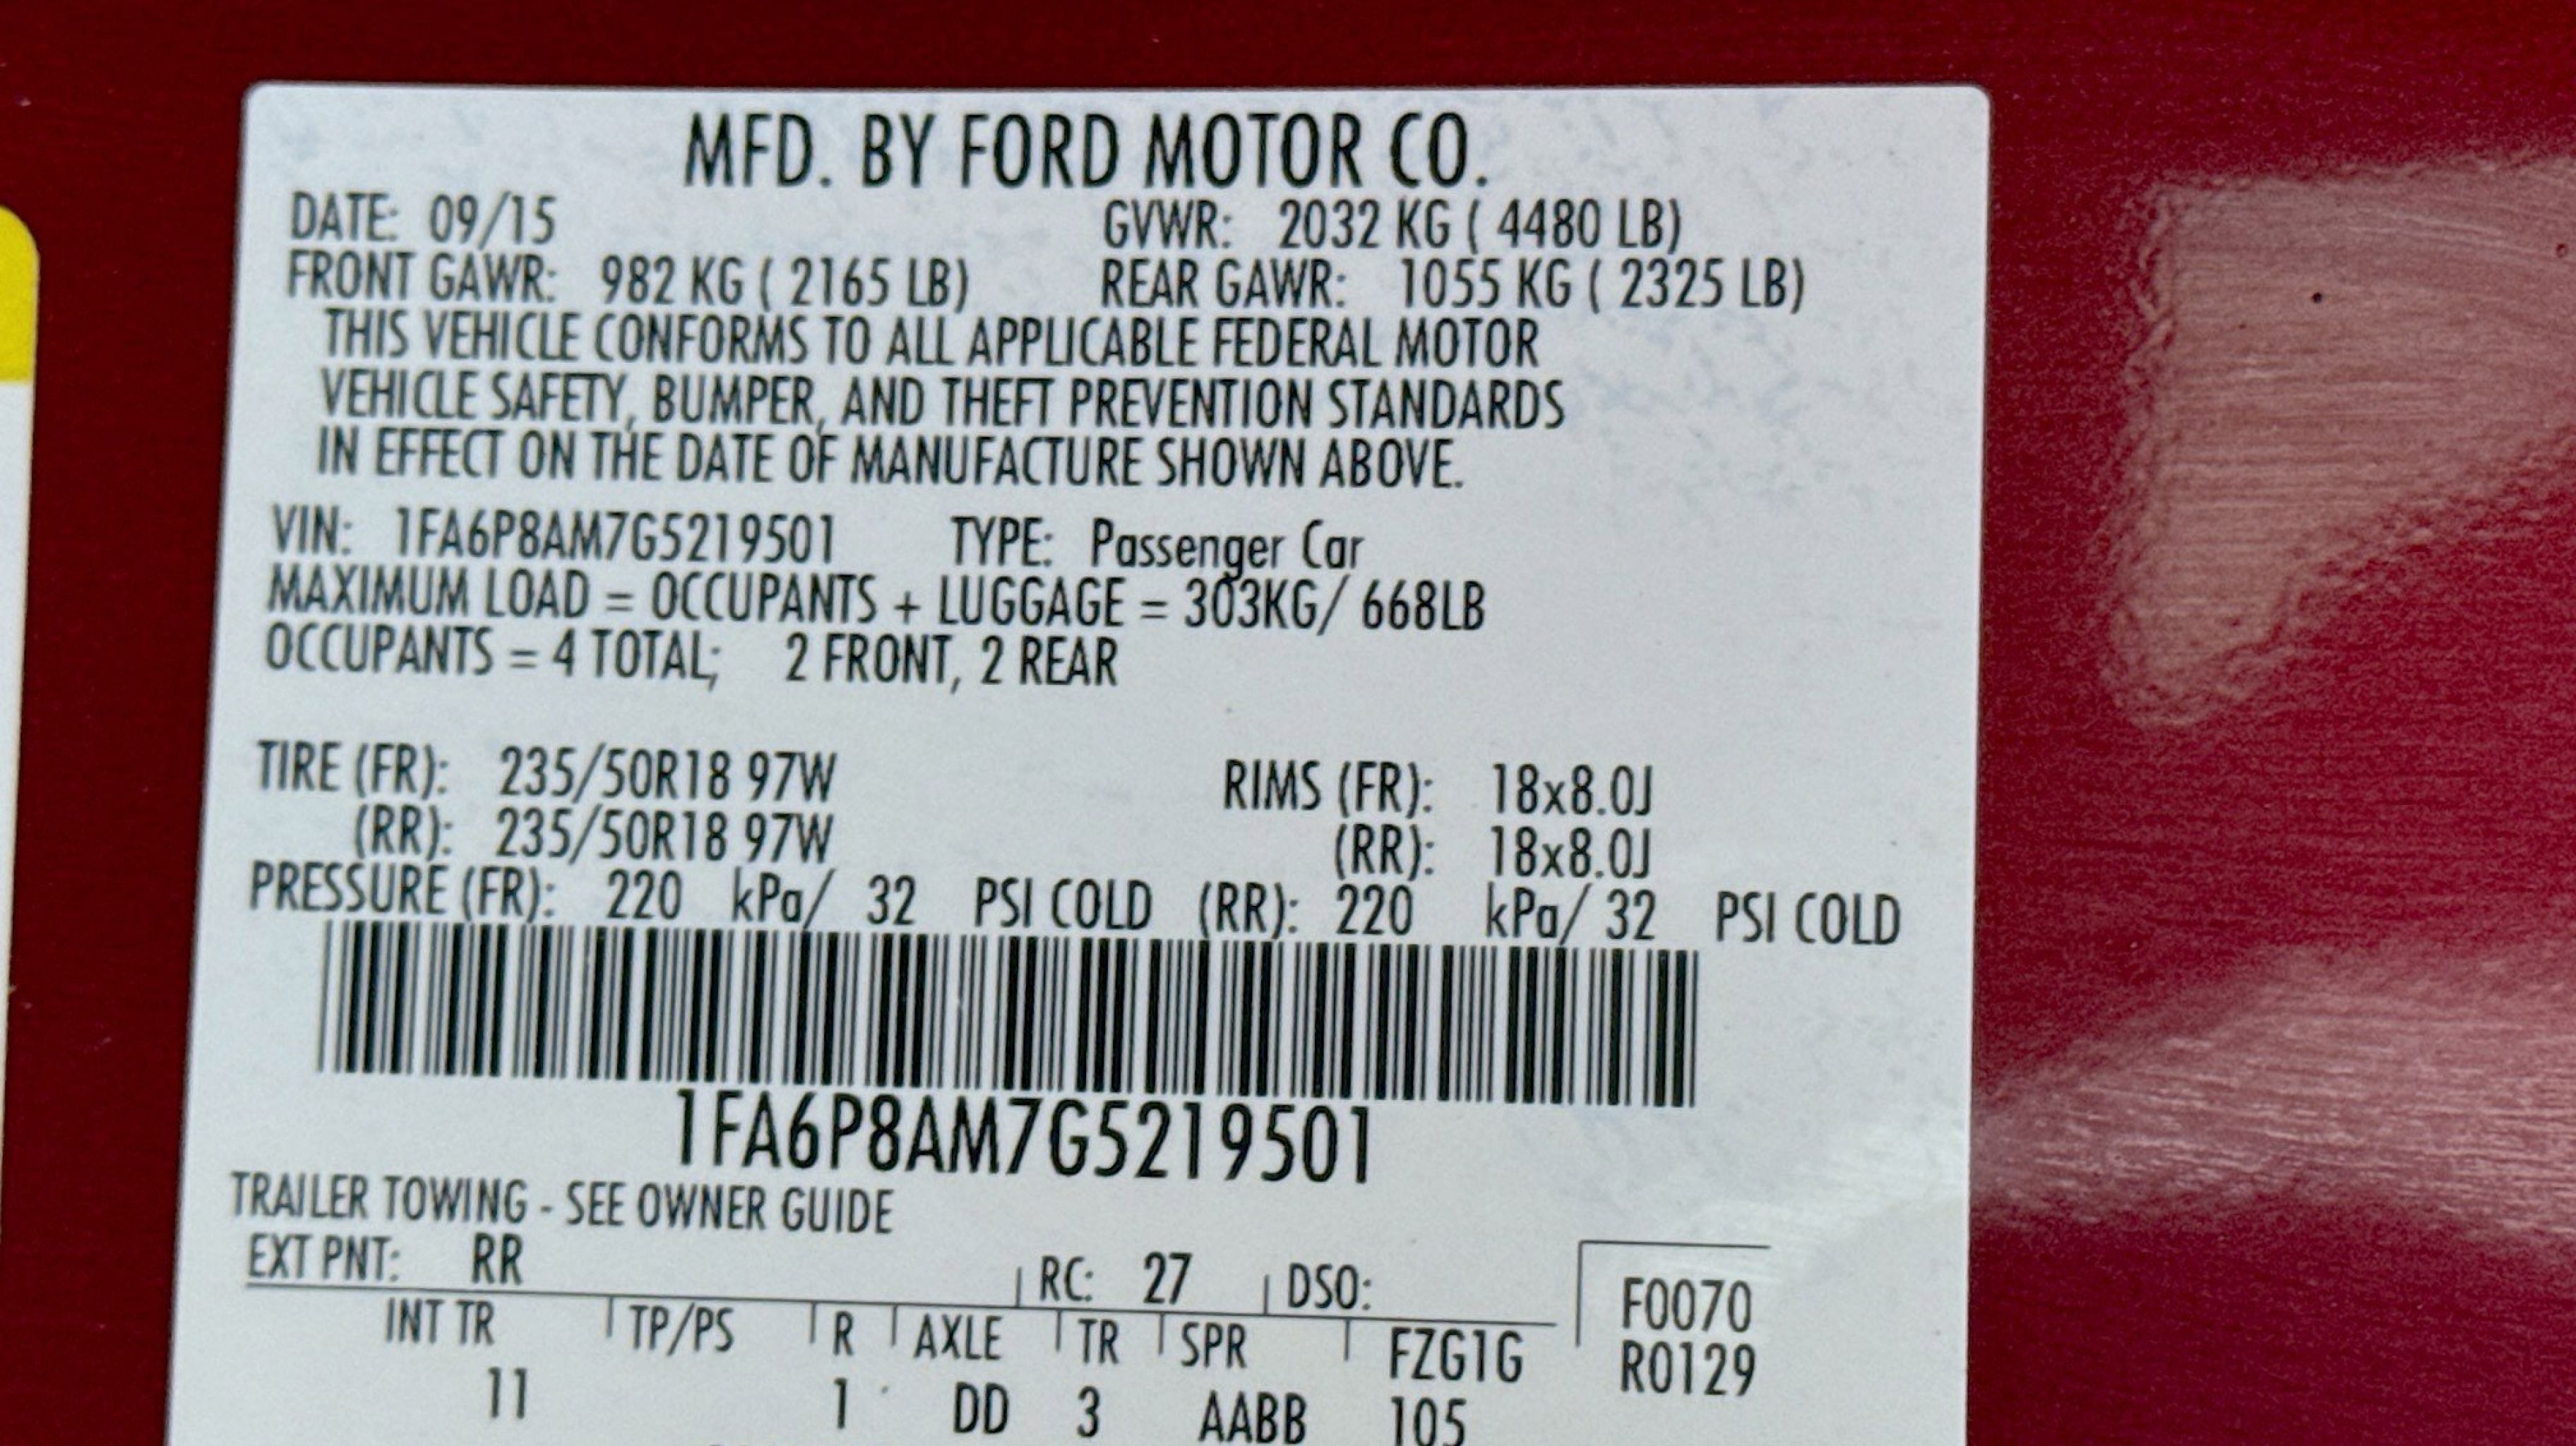 MFD. BY FORD MOTOR CO.
DATE: 09/15 GVWR: 2032 KG ( 4480 LB)
FRONT GAWR: 982 KG ( 2165 LB) REAR GAWR: 1055 KG ( 2325 LB)
THIS VEHICLE CONFORMS TO ALL APPLICABLE FEDERAL MOTOR
VEHICLE SAFETY, BUMPER, AND THEFT PREVENTION STANDARDS
IN EFFECT ON THE DATE OF MANUFACTURE SHOWN ABOVE.
VIN: 1FA6P8AM7G5219501 TYPE: Passenger Car
MAXIMUM LOAD = OCCUPANTS + LUGGAGE = 303KG/ 668LB
OCCUPANTS = 4 TOTAL; 2 FRONT, 2 REAR
TIRE (FR): 235/50R18 97W RIMS (FR): 18x8.0J
(RR): 235/50R18 97W (RR): 18x8.0J
PRESSURE (FR): 220 kPa/ 32 PSI COLD (RR): 220 kPa/ 32 PSI COLD
1FA6P8AM7G5219501
TRAILER TOWING - SEE OWNER GUIDE
EXT PNT: RR RC: 27 DSO: F0070
INT TR TP/PS R AXLE TR SPR FZG1G R0129
11 1 DD 3 AABB 105